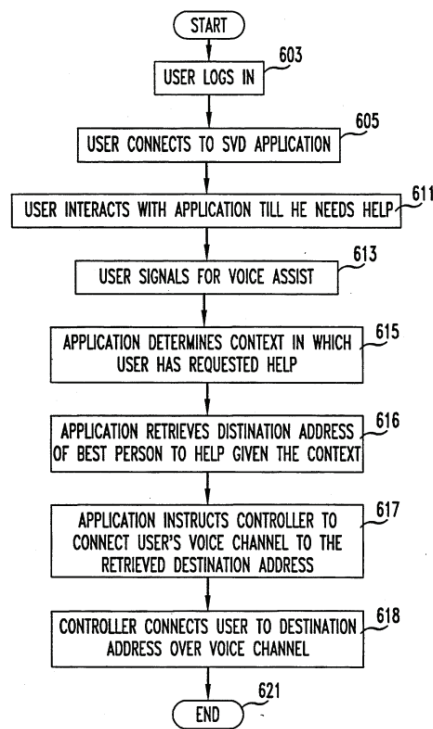 START
603
USER LOGS IN
605
USER CONNECTS TO SVD APPLICATION
611
USER INTERACTS WITH APPLICATION TILL HE NEEDS HELP
613
USER SIGNALS FOR VOICE ASSIST
615
APPLICATION DETERMINES CONTEXT IN WHICH
USER HAS REQUESTED HELP
616
APPLICATION RETRIEVES DISTINATION ADDRESS
OF BEST PERSON TO HELP GIVEN THE CONTEXT
617
APPLICATION INSTRUCTS CONTROLLER TO
CONNECT USER'S VOICE CHANNEL TO THE
RETRIEVED DESTINATION ADDRESS
618
CONTROLLER CONNECTS USER TO DESTINATION
ADDRESS OVER VOICE CHANNEL
621
END